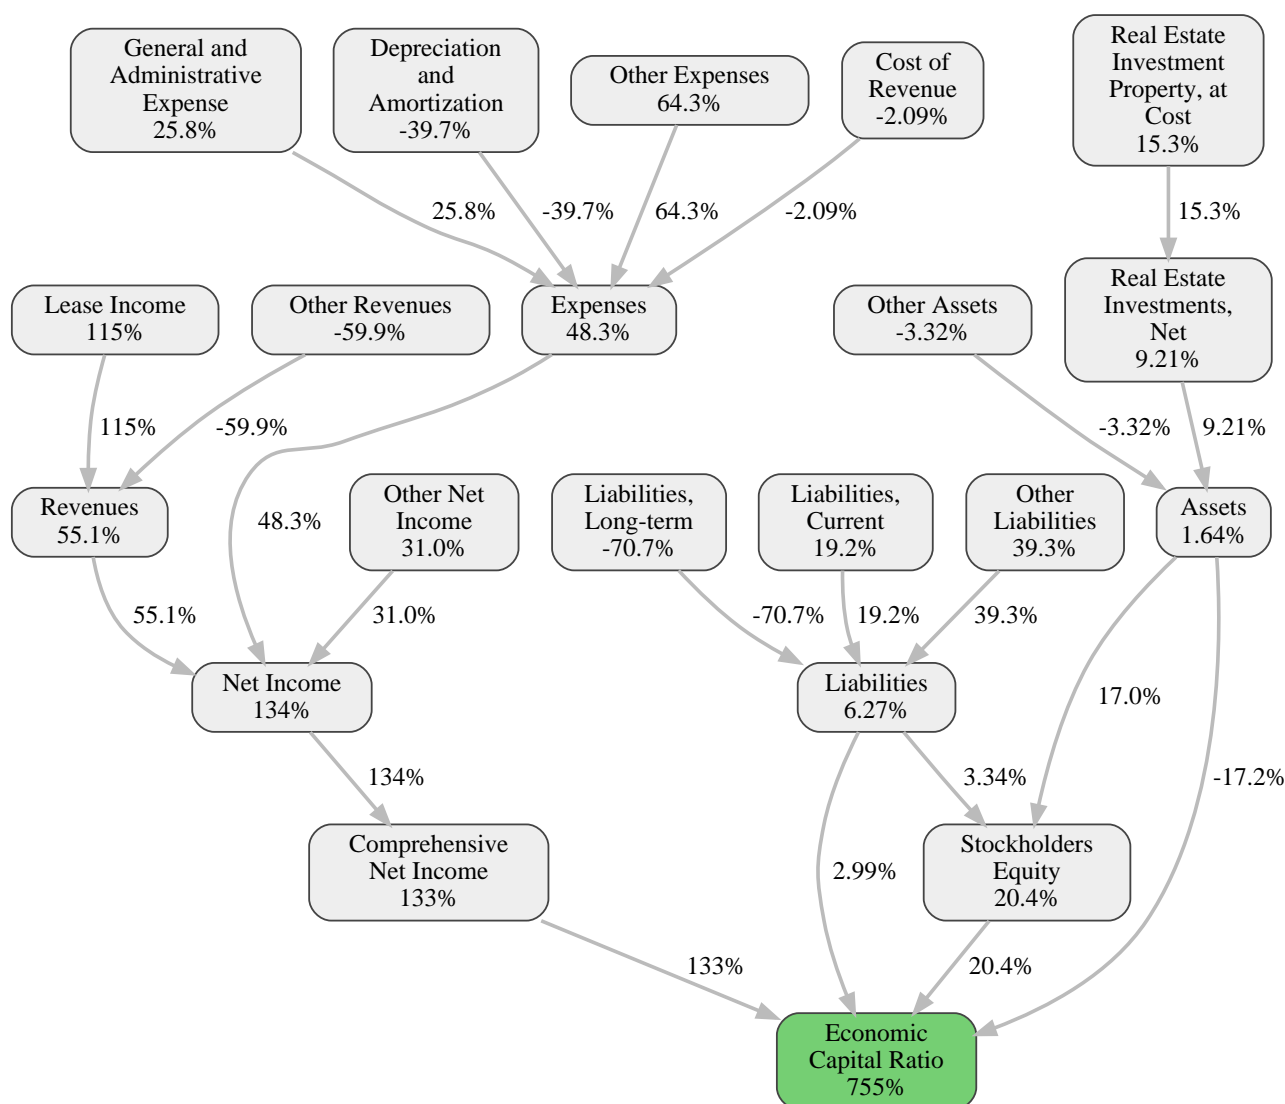 General and
Administrative
Expense
25.8%
Depreciation
and
Amortization
-39.7%
Other Expenses
64.3%
Cost of
Revenue
-2.09%
Real Estate
Investment
Property, at
Cost
15.3%
25.8%
-39.7%
64.3%
-2.09%
15.3%
Lease Income
115%
Other Revenues
-59.9%
Expenses
48.3%
Other Assets
-3.32%
Real Estate
Investments,
Net
9.21%
115%
-59.9%
-3.32%
9.21%
Revenues
55.1%
48.3%
Other Net
Income
31.0%
Liabilities,
Long-term
-70.7%
Liabilities,
Current
19.2%
Other
Liabilities
39.3%
Assets
1.64%
55.1%
31.0%
-70.7%
19.2%
39.3%
Net Income
134%
Liabilities
6.27%
17.0%
134%
3.34%
-17.2%
Comprehensive
Net Income
133%
2.99%
Stockholders
Equity
20.4%
133%
20.4%
Economic
Capital Ratio
755%